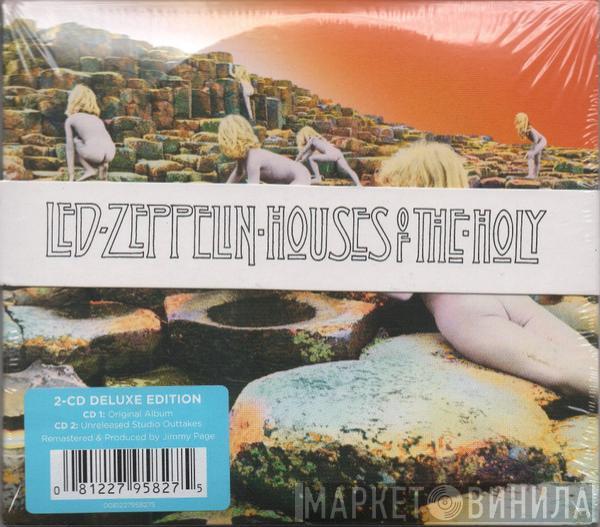 LED·ZEPPELIN·HOUSES OF·THE·HOLY
2-CD DELUXE EDITION
CD 1: Original Album
CD 2: Unreleased Studio Outtakes
Remastered & Produced by Jimmy Page
0 81227 95827 5
0081227958275
МАРКЕТ ВИНИЛА